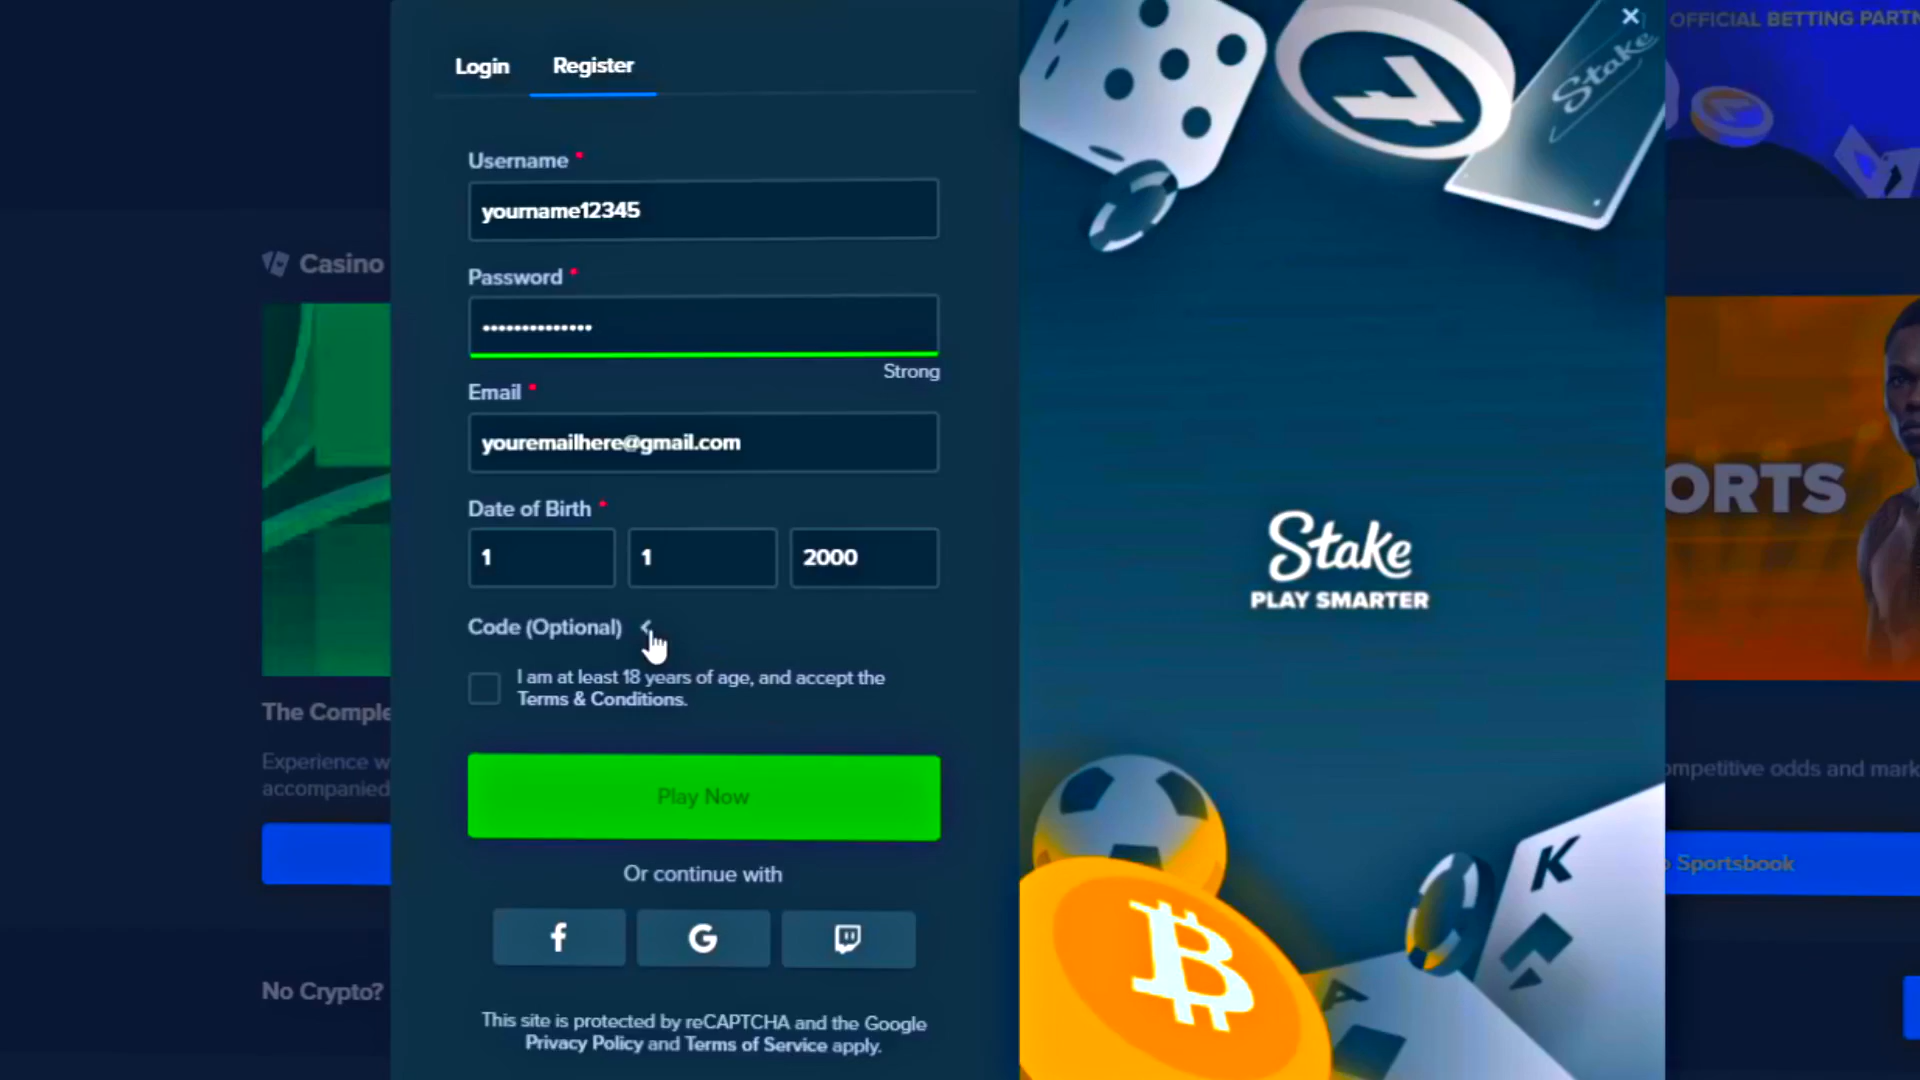 Login Register
Username *
yourname12345
Password *
••••••••••••••
Strong
Email *
youremailhere@gmail.com
Date of Birth *
1 1 2000
Code (Optional)
I am at least 18 years of age, and accept the
Terms & Conditions.
Play Now
Or continue with
f G
This site is protected by reCAPTCHA and the Google
Privacy Policy and Terms of Service apply.
Stake
Stake
PLAY SMARTER
K
A
Casino
The Comple
Experience w
accompanied
No Crypto?
OFFICIAL BETTING PARTN
ORTS
ompetitive odds and mark
Sportsbook